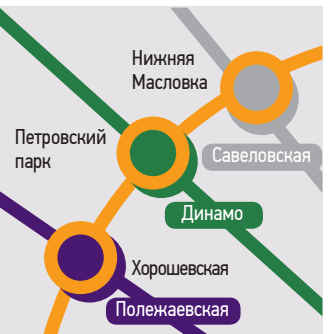 Нижняя
Масловка
Петровский
парк
Савеловская
Динамо
Хорошевская
Полежаевская